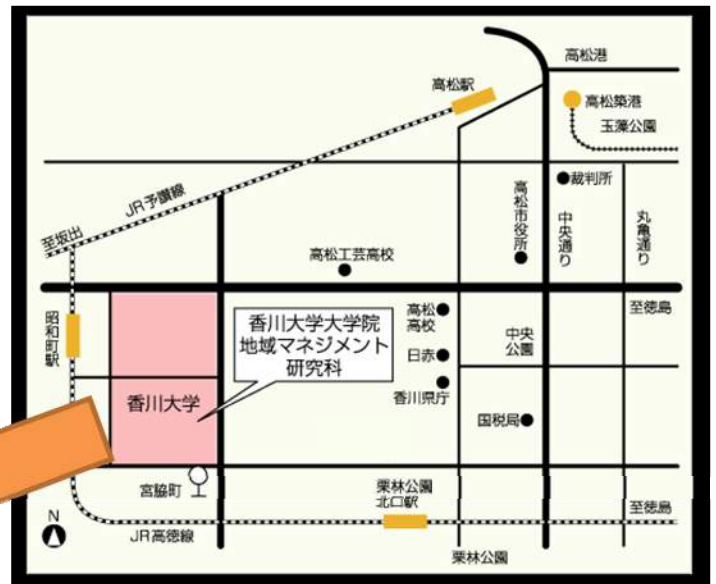 高松港
高松駅
高松築港
玉藻公園
JR予讃線
至坂出
裁判所
高松市役所
中央通り
丸亀通り
高松工芸高校
至徳島
昭和町駅
香川大学大学院
地域マネジメント
研究科
高松
高校
日赤
香川県庁
中央
公園
香川大学
国税局
宮脇町
栗林公園
北口駅
至徳島
N
JR高徳線
栗林公園